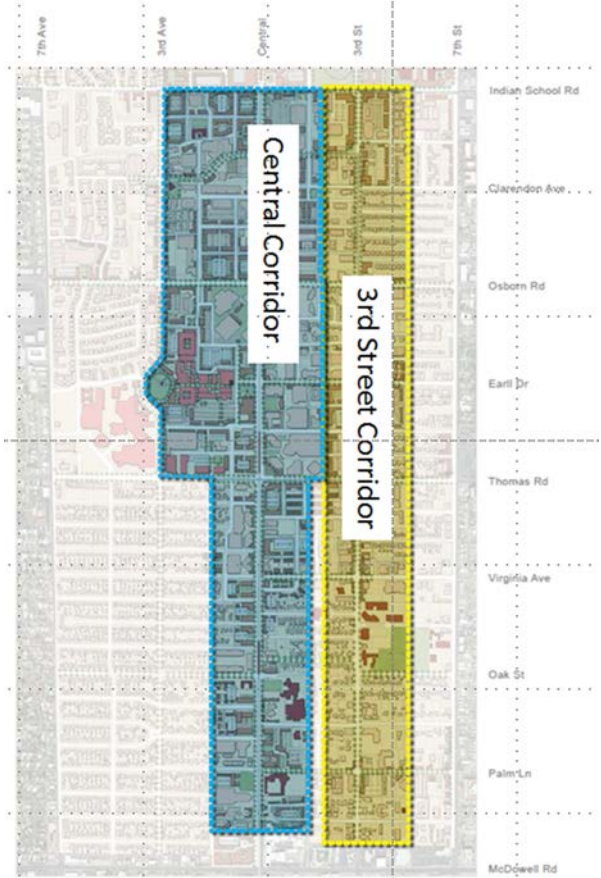 7th Ave
3rd Ave
Central
3rd St
7th St
Indian School Rd
Central Corridor
Clarendon Ave
Osborn Rd
3rd Street Corridor
Earll Dr
Thomas Rd
Virginia Ave
Oak St
Palm Ln
McDowell Rd